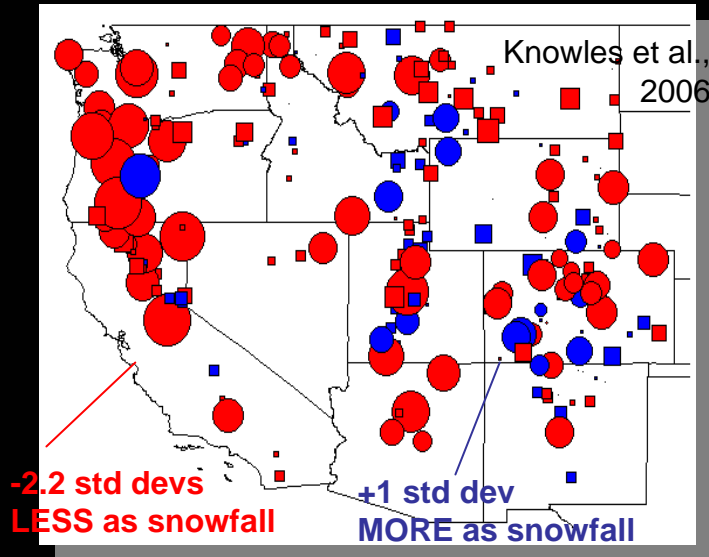 Knowles et al.,
2006
-2.2 std devs
LESS as snowfall
+1 std dev
MORE as snowfall